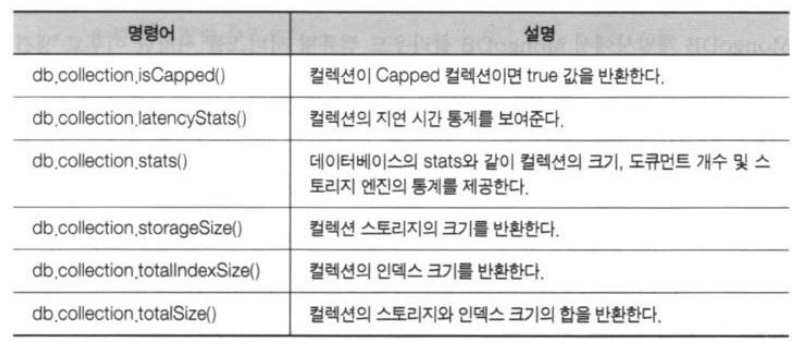 명령어 설명
db.collection.isCapped() 컬렉션이 Capped 컬렉션이면 true 값을 반환한다.
db.collection.latencyStats() 컬렉션의 지연 시간 통계를 보여준다.
db.collection.stats() 데이터베이스의 stats와 같이 컬렉션의 크기, 도큐먼트 개수 및 스
토리지 엔진의 통계를 제공한다.
db.collection.storageSize() 컬렉션 스토리지의 크기를 반환한다.
db.collection.totalIndexSize() 컬렉션의 인덱스 크기를 반환한다.
db.collection.totalSize() 컬렉션의 스토리지와 인덱스 크기의 합을 반환한다.